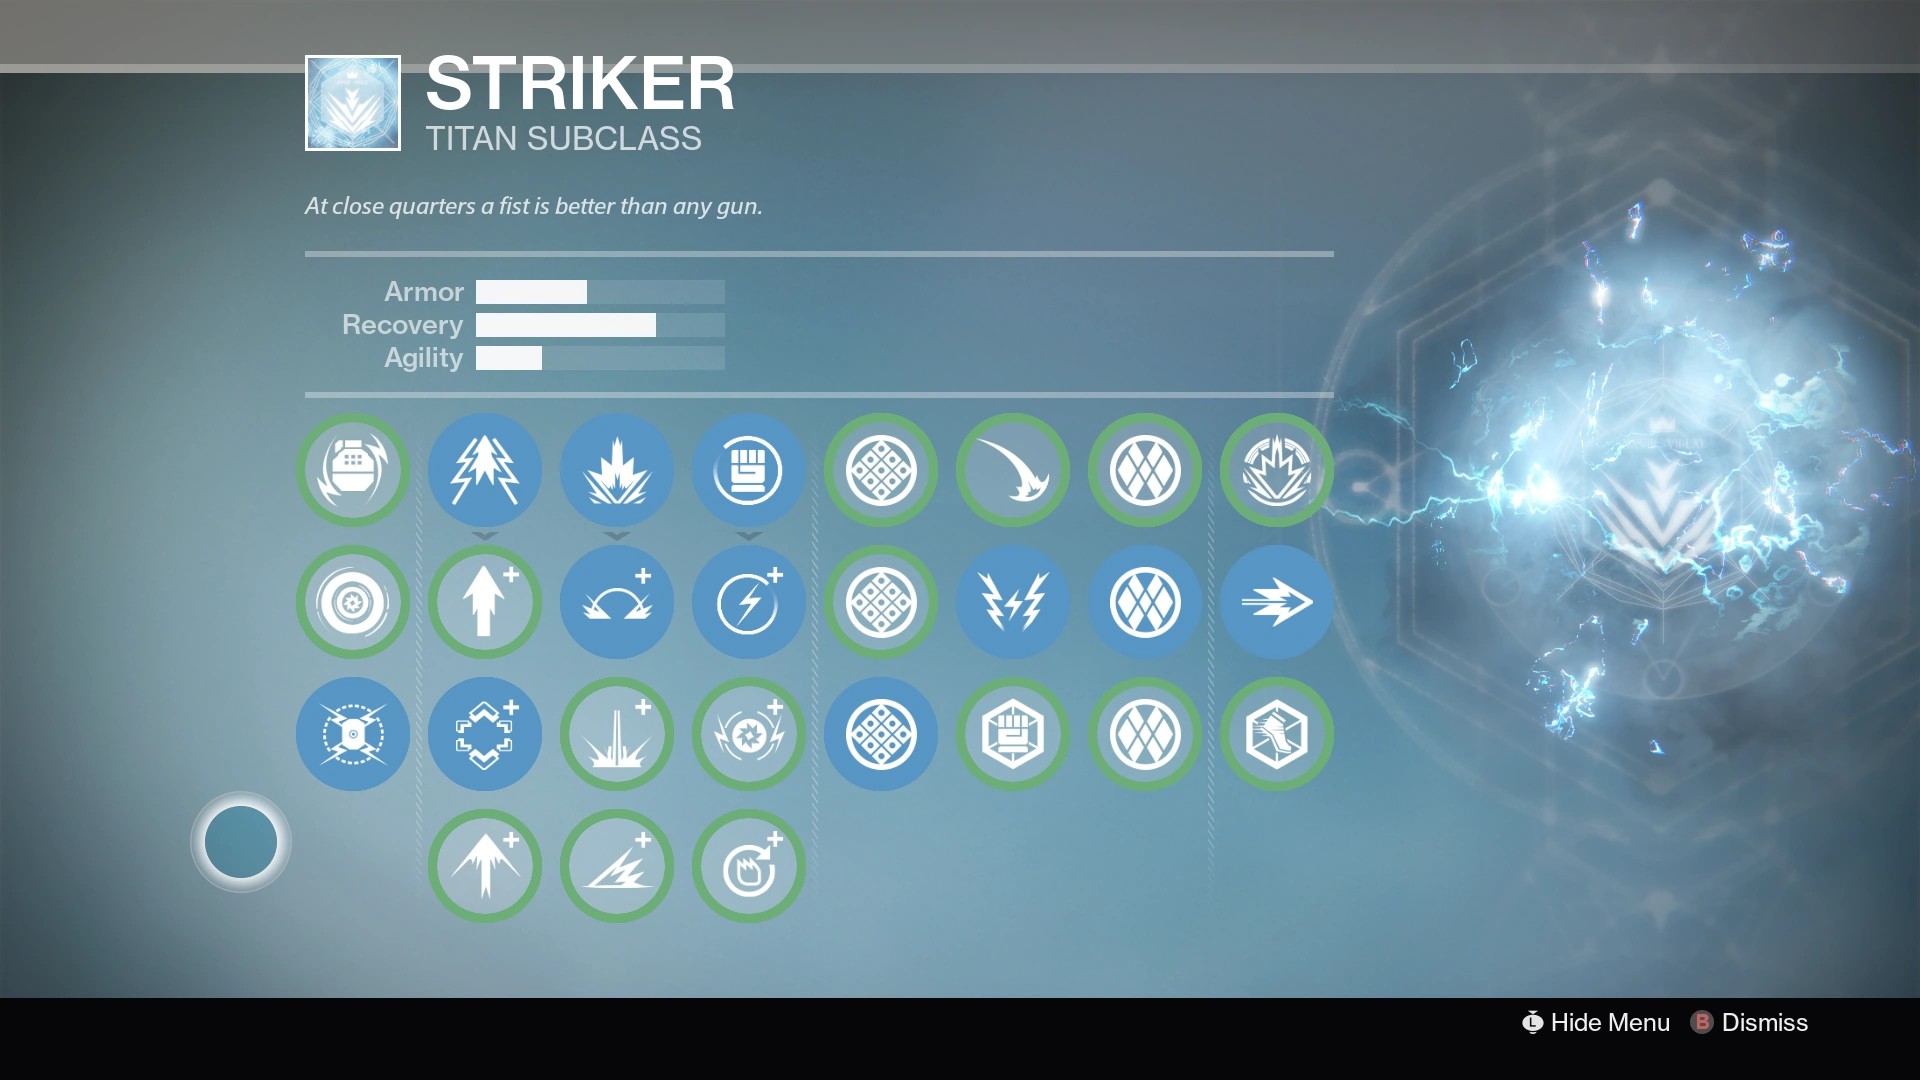 STRIKER
TITAN SUBCLASS
At close quarters a fist is better than any gun.
Armor
Recovery
Agility
L Hide Menu B Dismiss